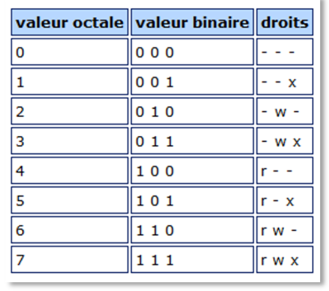 valeur octale valeur binaire droits
0 0 0 0 - - -
1 0 0 1 - - x
2 0 1 0 - w -
3 0 1 1 - w x
4 1 0 0 r - -
5 1 0 1 r - x
6 1 1 0 r w -
7 1 1 1 r w x